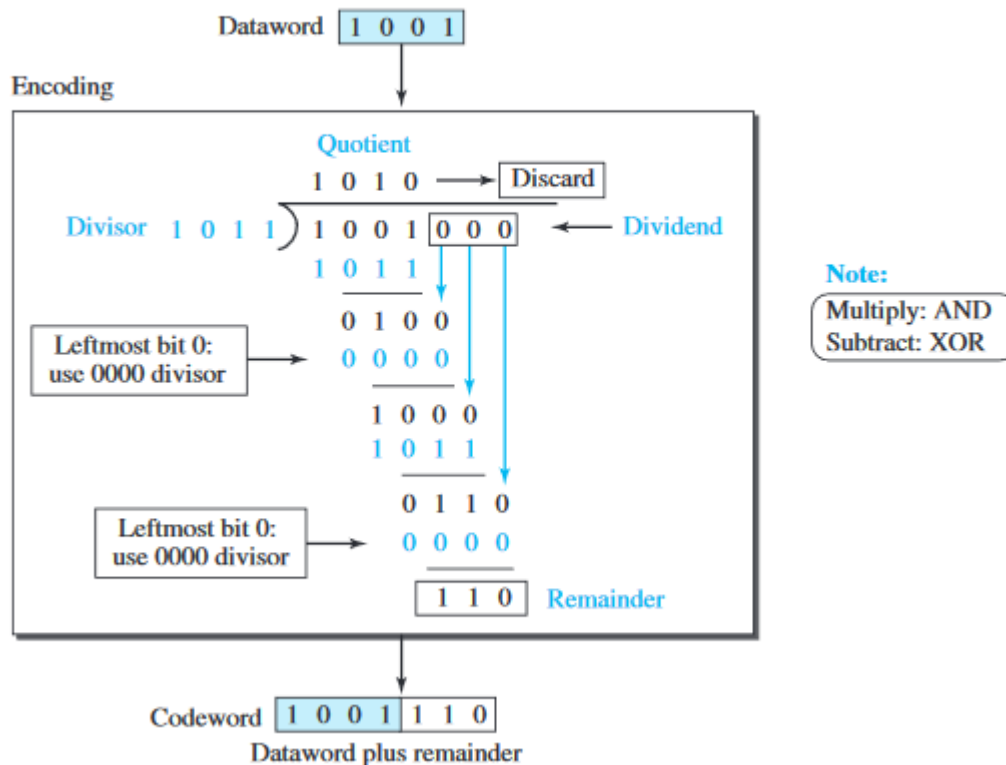 Dataword 1 0 0 1
Encoding
Quotient
1 0 1 0 Discard
Divisor 1 0 1 1 1 0 0 1 0 0 0 Dividend
1 0 1 1
Note:
Multiply: AND
Subtract: XOR
0 1 0 0
Leftmost bit 0:
use 0000 divisor
0 0 0 0
1 0 0 0
1 0 1 1
0 1 1 0
Leftmost bit 0:
use 0000 divisor
0 0 0 0
1 1 0 Remainder
Codeword 1 0 0 1 1 1 0
Dataword plus remainder